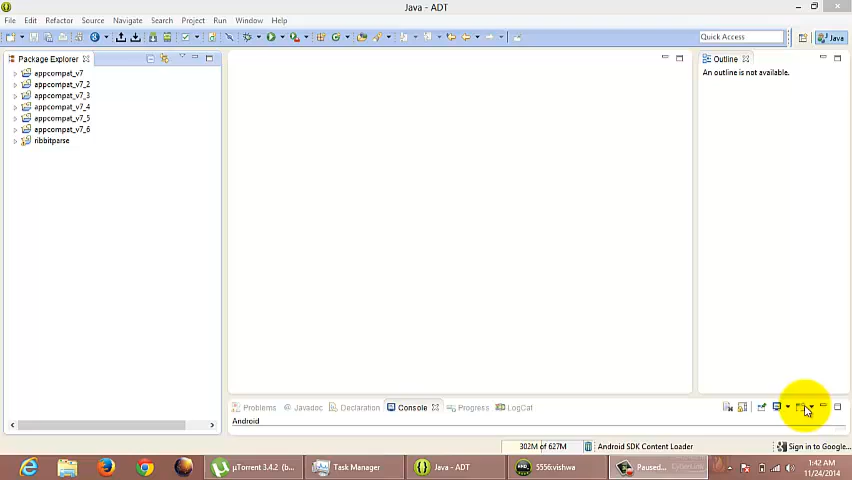 Java - ADT
File Edit Refactor Source Navigate Search Project Run Window Help
Quick Access
Java
Package Explorer
appcompat_v7
appcompat_v7_2
appcompat_v7_3
appcompat_v7_4
appcompat_v7_5
appcompat_v7_6
ribbitparse
Outline
An outline is not available.
Problems Javadoc Declaration Console Progress LogCat
Android
302M of 627M Android SDK Content Loader Sign in to Google...
µTorrent 3.4.2 (b... Task Manager Java - ADT 5556:vishwa Paused... CyberLink 1:42 AM
11/24/2014